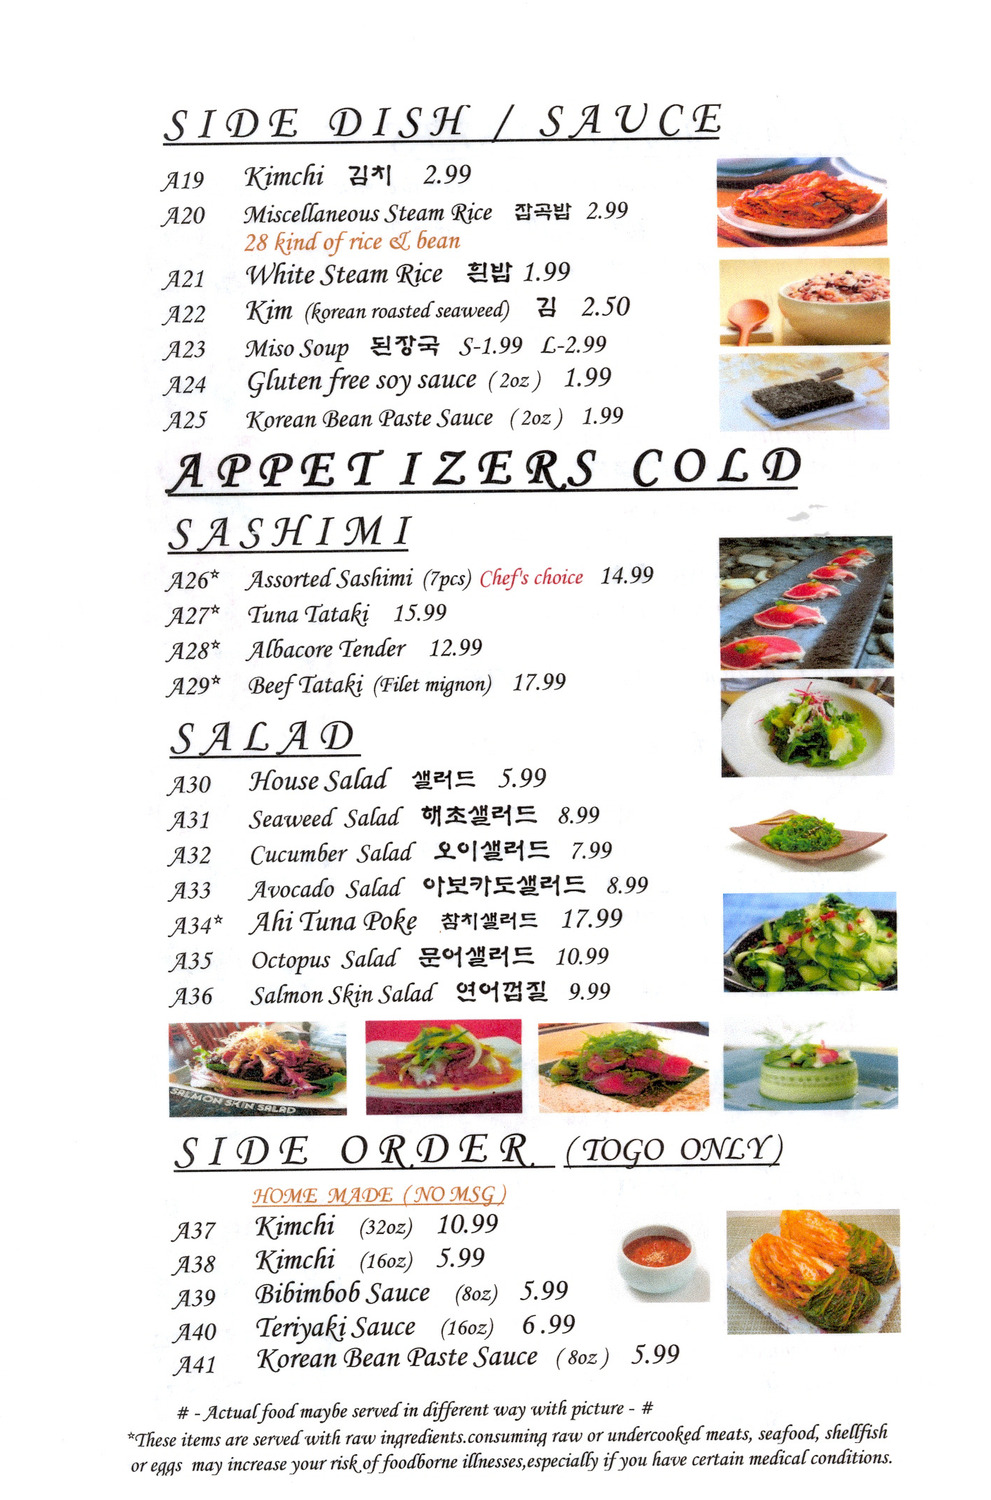 SIDE DISH / SAUCE
A19 Kimchi 김치 2.99
A20 Miscellaneous Steam Rice 잡곡밥 2.99
28 kind of rice & bean
A21 White Steam Rice 흰밥 1.99
A22 Kim (korean roasted seaweed) 김 2.50
A23 Miso Soup 된장국 S-1.99 L-2.99
A24 Gluten free soy sauce (2oz) 1.99
A25 Korean Bean Paste Sauce (2oz) 1.99
APPETIZERS COLD
SASHIMI
A26* Assorted Sashimi (7pcs) Chef's choice 14.99
A27* Tuna Tataki 15.99
A28* Albacore Tender 12.99
A29* Beef Tataki (Filet mignon) 17.99
SALAD
A30 House Salad 샐러드 5.99
A31 Seaweed Salad 해초샐러드 8.99
A32 Cucumber Salad 오이샐러드 7.99
A33 Avocado Salad 아보카도샐러드 8.99
A34* Ahi Tuna Poke 참치샐러드 17.99
A35 Octopus Salad 문어샐러드 10.99
A36 Salmon Skin Salad 연어껍질 9.99
SALMON SKIN SALAD
SIDE ORDER (TOGO ONLY)
HOME MADE (NO MSG)
A37 Kimchi (32oz) 10.99
A38 Kimchi (16oz) 5.99
A39 Bibimbob Sauce (8oz) 5.99
A40 Teriyaki Sauce (16oz) 6.99
A41 Korean Bean Paste Sauce (8oz) 5.99
# - Actual food maybe served in different way with picture - #
*These items are served with raw ingredients.consuming raw or undercooked meats, seafood, shellfish
or eggs may increase your risk of foodborne illnesses,especially if you have certain medical conditions.